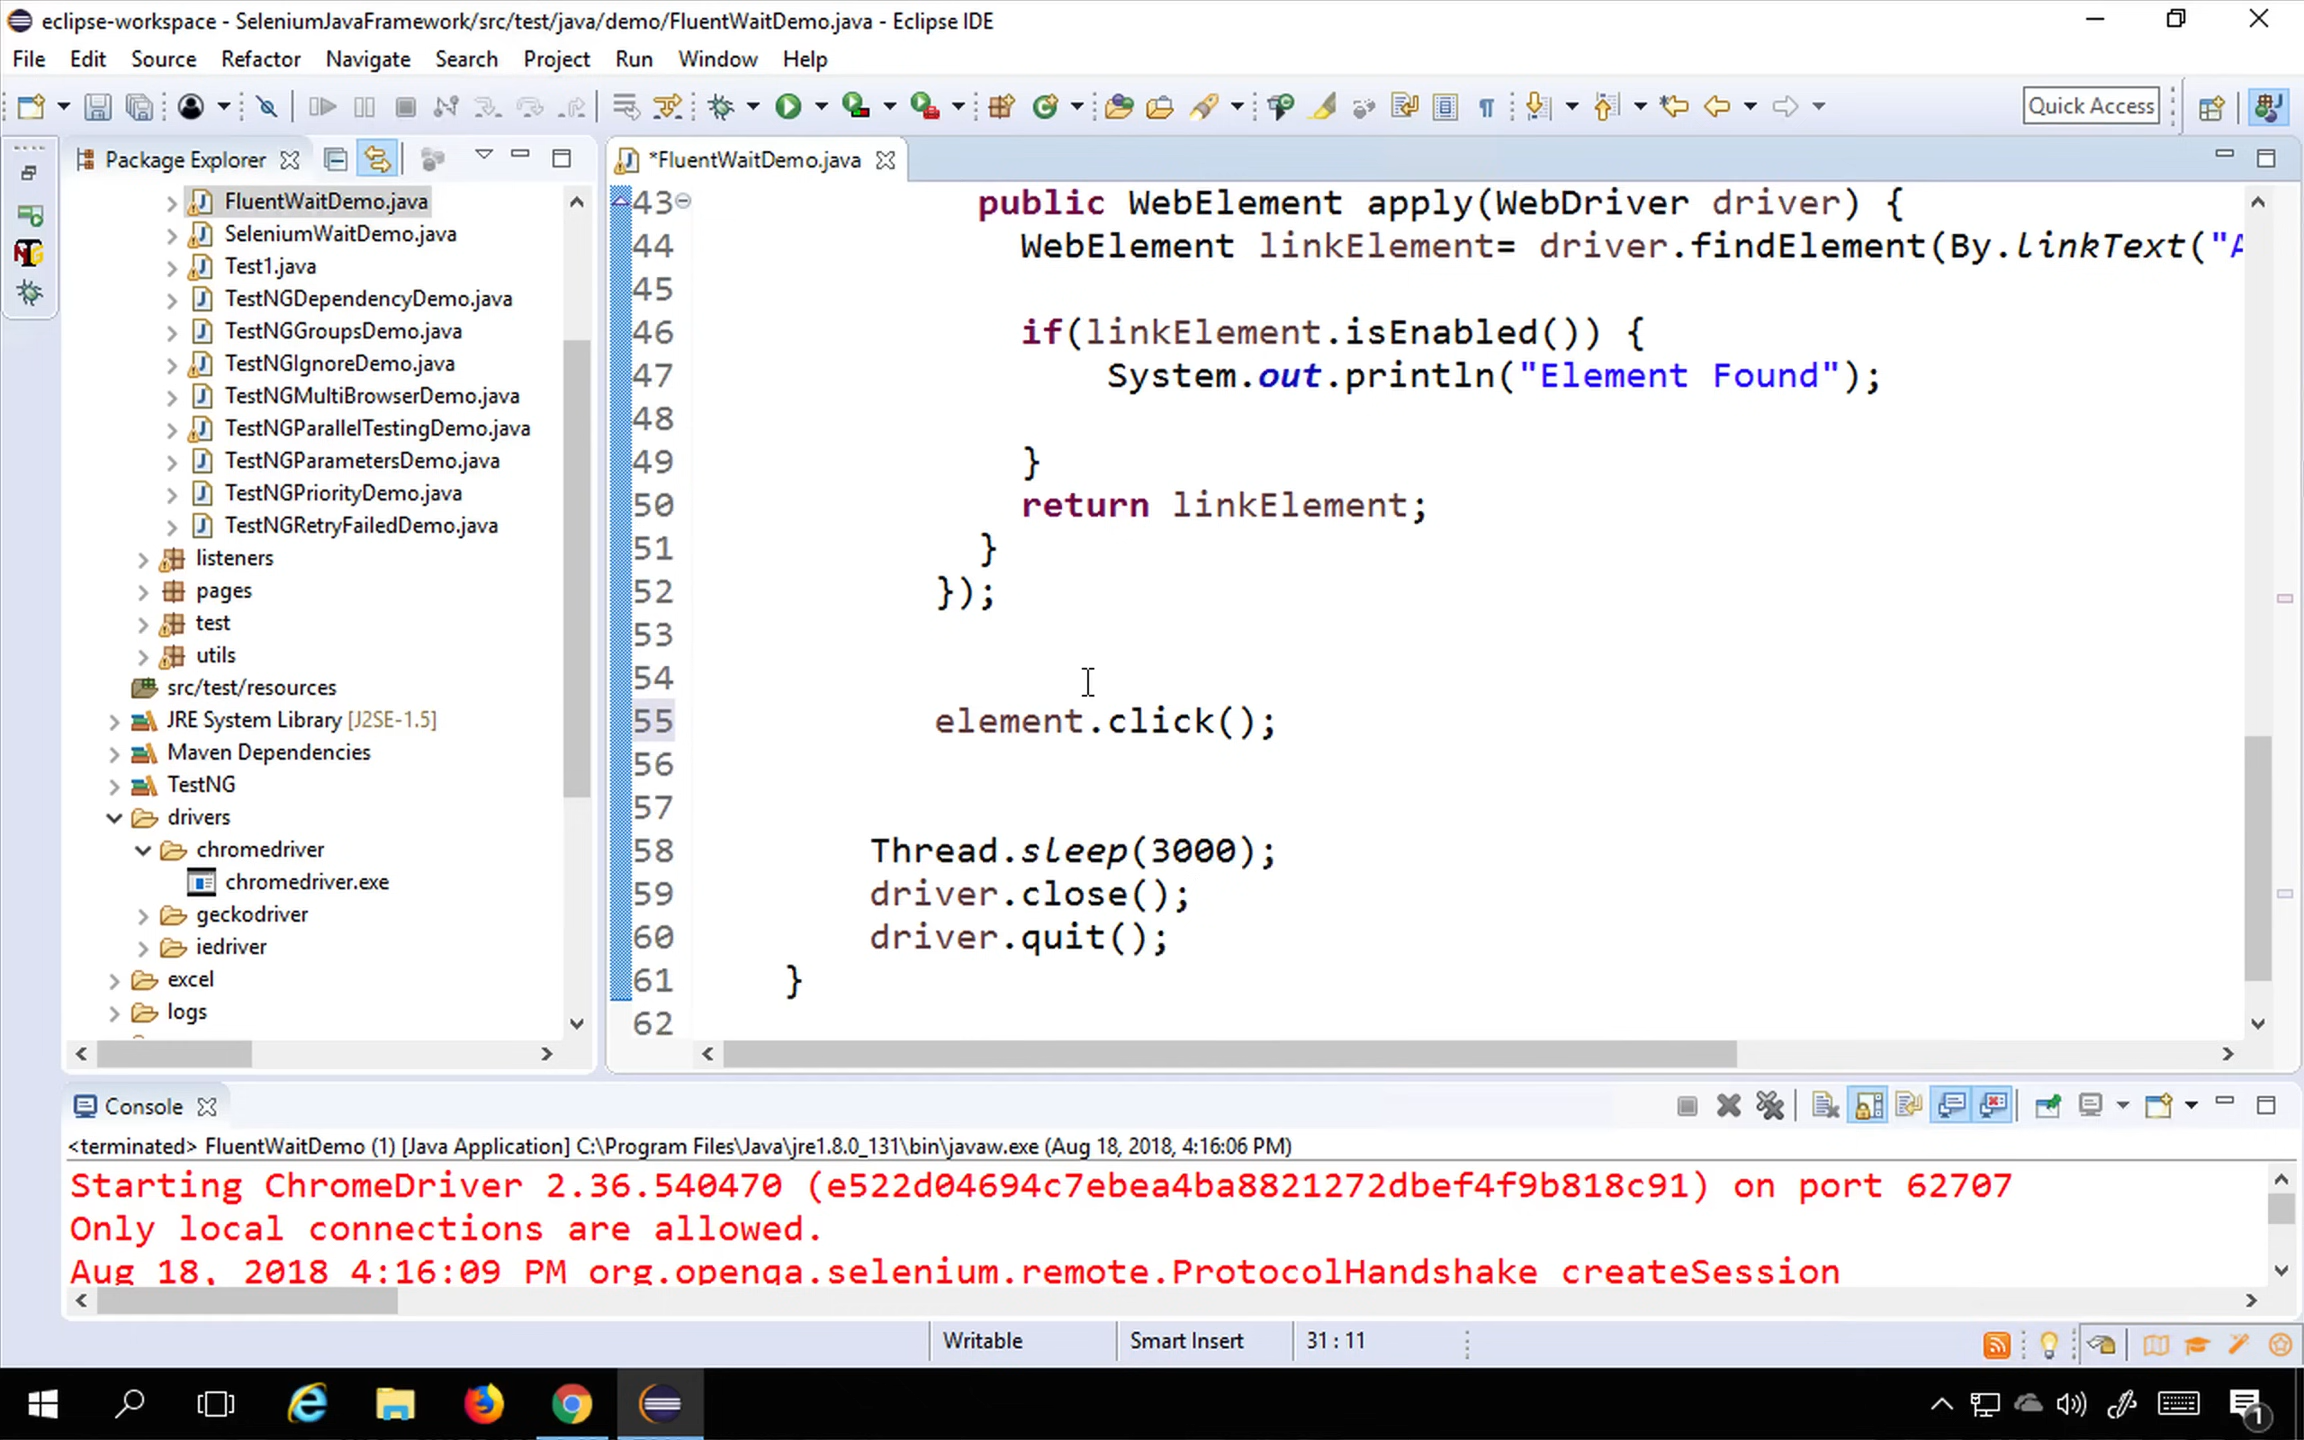 eclipse-workspace - SeleniumJavaFramework/src/test/java/demo/FluentWaitDemo.java - Eclipse IDE
File Edit Source Refactor Navigate Search Project Run Window Help
Quick Access
Package Explorer
*FluentWaitDemo.java
FluentWaitDemo.java
SeleniumWaitDemo.java
Test1.java
TestNGDependencyDemo.java
TestNGGroupsDemo.java
TestNGIgnoreDemo.java
TestNGMultiBrowserDemo.java
TestNGParallelTestingDemo.java
TestNGParametersDemo.java
TestNGPriorityDemo.java
TestNGRetryFailedDemo.java
listeners
pages
test
utils
src/test/resources
JRE System Library [J2SE-1.5]
Maven Dependencies
TestNG
drivers
chromedriver
chromedriver.exe
geckodriver
iedriver
excel
logs
43 public WebElement apply(WebDriver driver) {
44 WebElement linkElement= driver.findElement(By.linkText("A
45
46 if(linkElement.isEnabled()) {
47 System.out.println("Element Found");
48
49 }
50 return linkElement;
51 }
52 });
53
54
55 element.click();
56
57
58 Thread.sleep(3000);
59 driver.close();
60 driver.quit();
61 }
62
Console
<terminated> FluentWaitDemo (1) [Java Application] C:\Program Files\Java\jre1.8.0_131\bin\javaw.exe (Aug 18, 2018, 4:16:06 PM)
Starting ChromeDriver 2.36.540470 (e522d04694c7ebea4ba8821272dbef4f9b818c91) on port 62707
Only local connections are allowed.
Aug 18, 2018 4:16:09 PM org.openqa.selenium.remote.ProtocolHandshake createSession
Writable Smart Insert 31 : 11
1